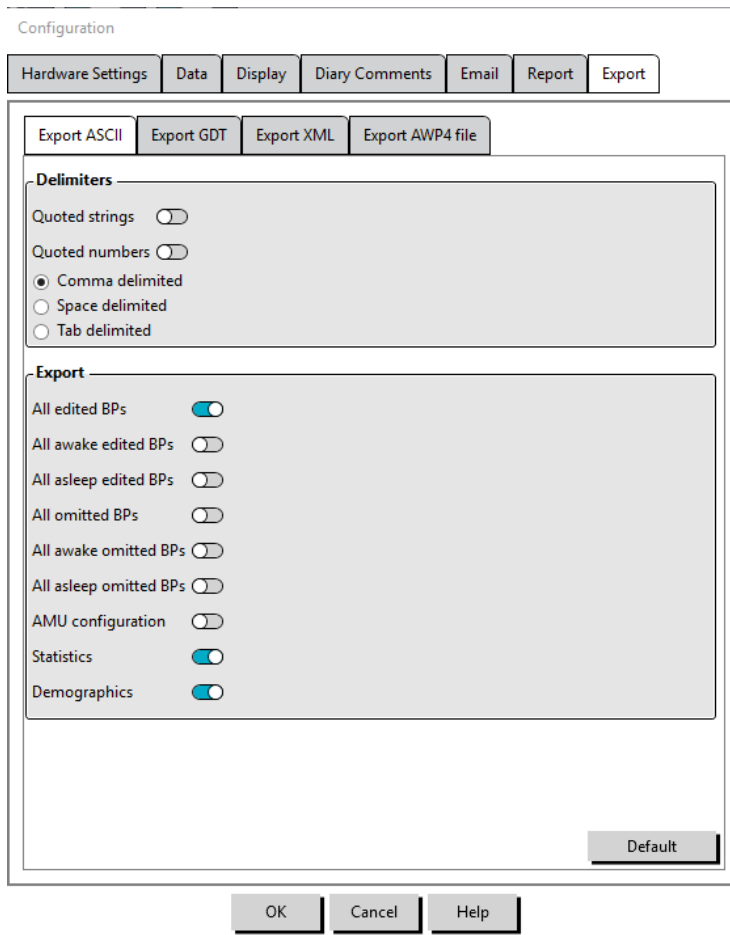 Configuration
Hardware Settings Data Display Diary Comments Email Report Export
Export ASCII Export GDT Export XML Export AWP4 file
Delimiters
Quoted strings
Quoted numbers
Comma delimited
Space delimited
Tab delimited
Export
All edited BPs
All awake edited BPs
All asleep edited BPs
All omitted BPs
All awake omitted BPs
All asleep omitted BPs
AMU configuration
Statistics
Demographics
Default
OK Cancel Help